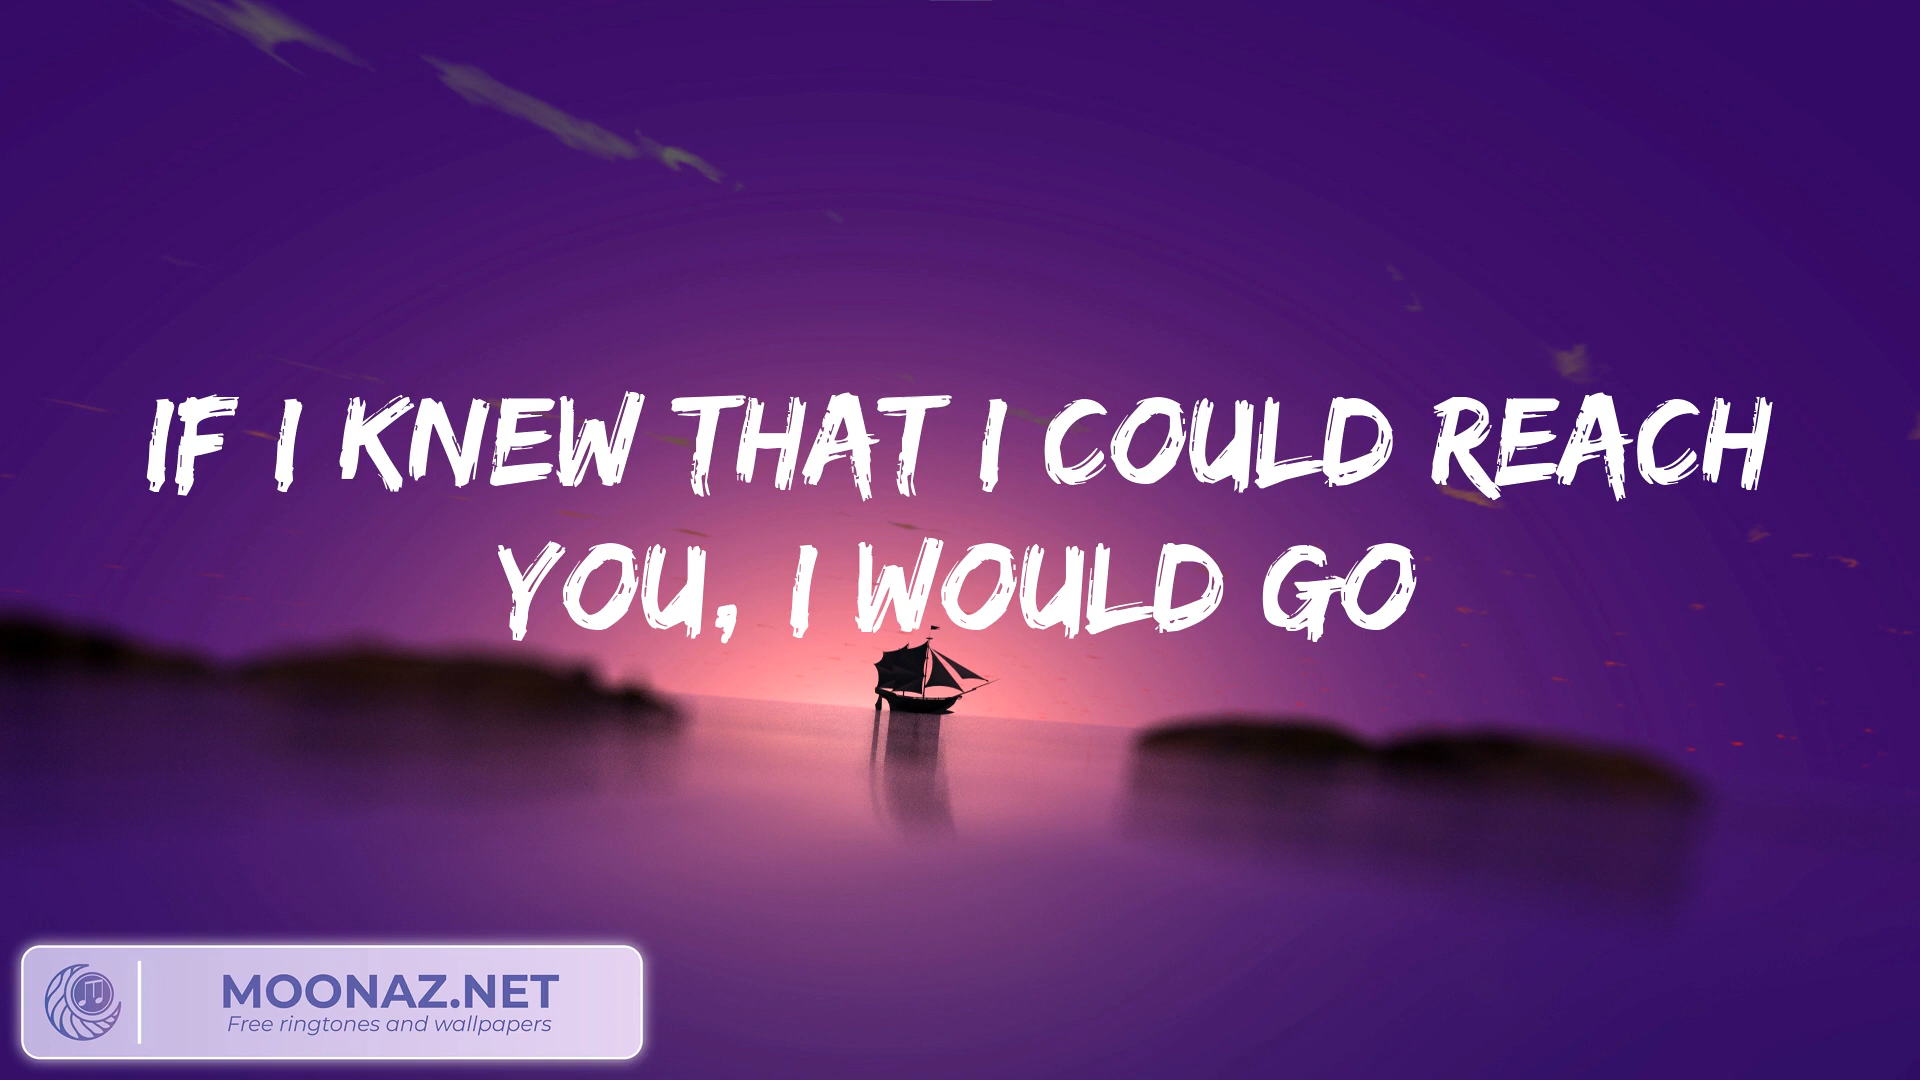 IF I KNEW THAT I COULD REACH
YOU, I WOULD GO
MOONAZ.NET
Free ringtones and wallpapers